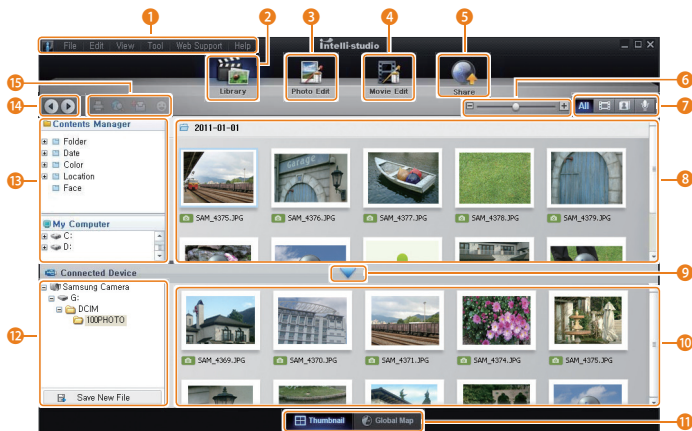 1
2
3
4
5
File Edit View Tool Web Support Help
intelli-studio
Library
Photo Edit
Movie Edit
Share
15
6
14
All
7
Contents Manager
2011-01-01
Folder
Date
Color
Location
Face
13
8
SAM_4375.JPG
SAM_4376.JPG
SAM_4377.JPG
SAM_4378.JPG
SAM_4379.JPG
My Computer
C:
D:
Connected Device
9
Samsung Camera
G:
DCIM
100PHOTO
12
10
SAM_4369.JPG
SAM_4370.JPG
SAM_4371.JPG
SAM_4374.JPG
SAM_4375.JPG
Save New File
Thumbnail
Global Map
11